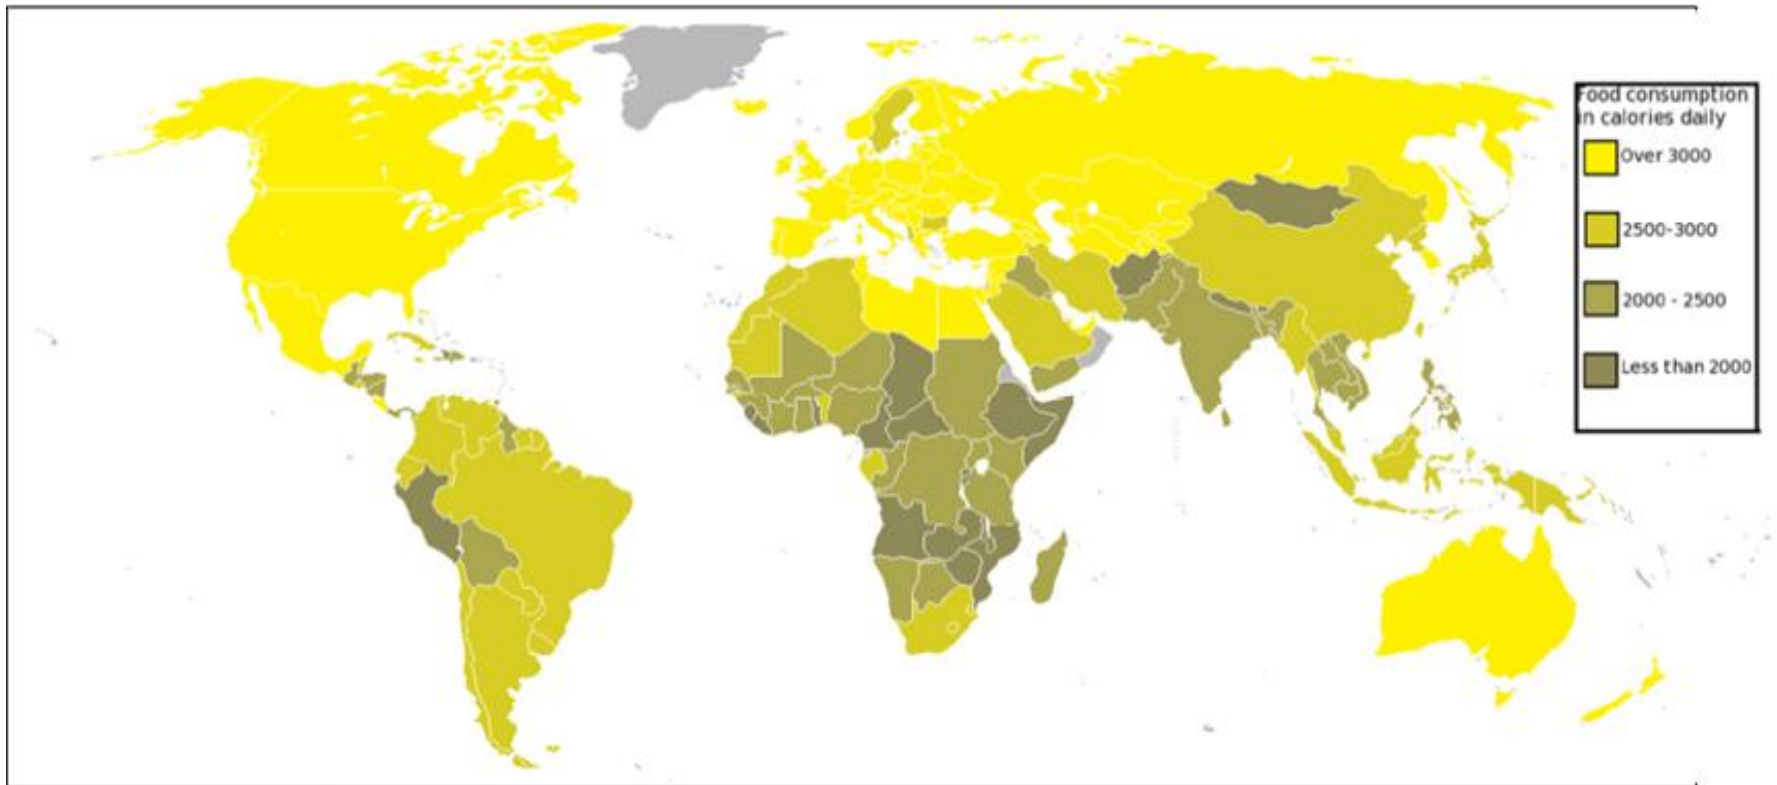 Food consumption
in calories daily
Over 3000
2500-3000
2000 - 2500
Less than 2000